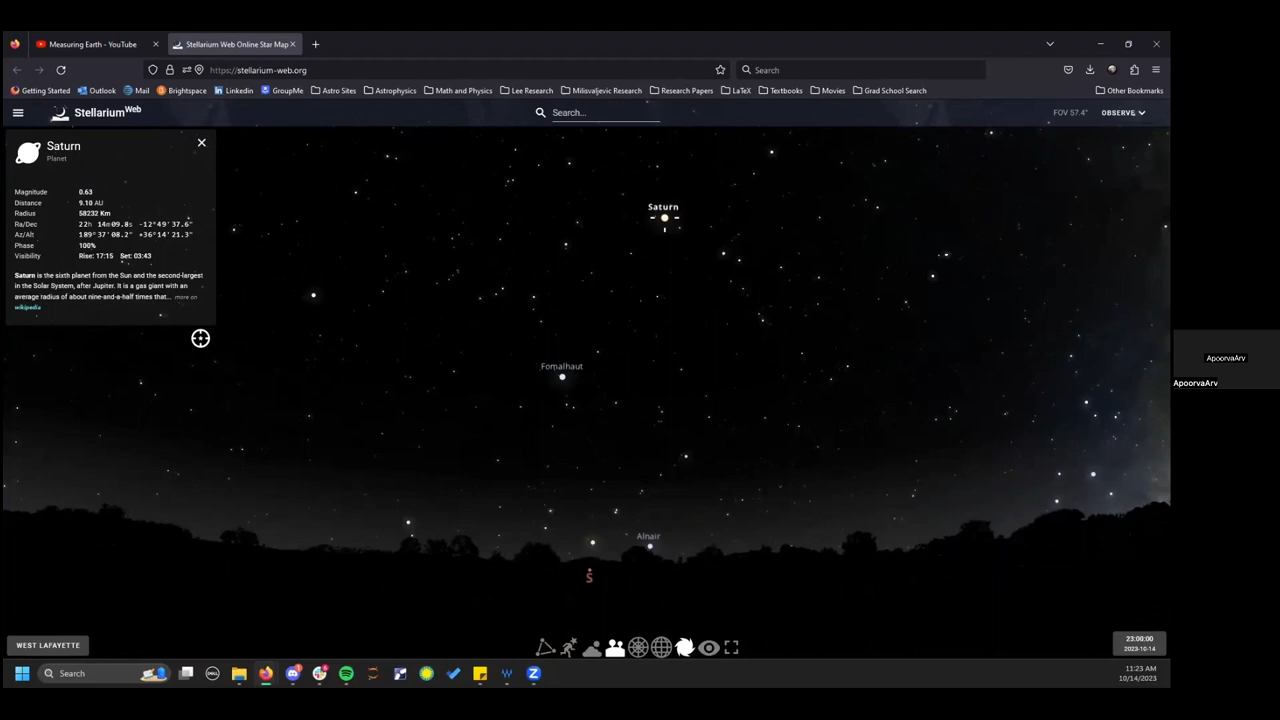 Measuring Earth - YouTube
Stellarium Web Online Star Map
https://stellarium-web.org
Search
Getting Started Outlook Mail Brightspace Linkedin GroupMe Astro Sites Astrophysics Math and Physics Lee Research Milisavljevic Research Research Papers LaTeX Textbooks Movies Grad School Search Other Bookmarks
StellariumWeb
Search...
FOV 57.4°
OBSERVE
Saturn
Planet
Magnitude 0.63
Distance 9.10 AU
Radius 58232 Km
Ra/Dec 22h 14m09.8s -12°49'37.6"
Az/Alt 189°37'08.2" +36°14'21.3"
Phase 100%
Visibility Rise: 17:15 Set: 03:43
Saturn is the sixth planet from the Sun and the second-largest
in the Solar System, after Jupiter. It is a gas giant with an
average radius of about nine-and-a-half times that... more on
wikipedia
Saturn
Fomalhaut
Alnair
S
ApoorvaArv
ApoorvaArv
WEST LAFAYETTE
23:00:00
2023-10-14
Search
DELL
11:23 AM
10/14/2023